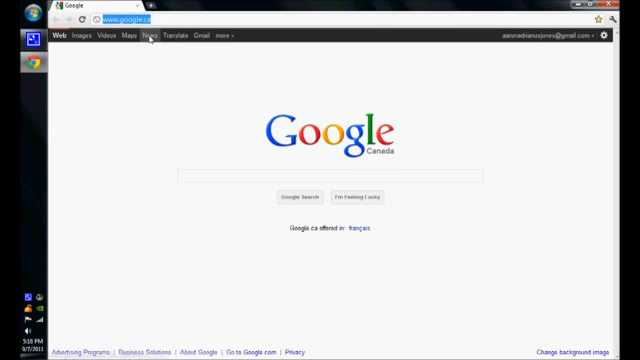 Google
www.google.ca
Web Images Videos Maps News Translate Gmail more
aaronadrianusjones@gmail.com
Google
Canada
Google Search I'm Feeling Lucky
Google.ca offered in: français
5:18 PM
9/7/2011
Advertising Programs Business Solutions About Google Go to Google.com Privacy Change background image